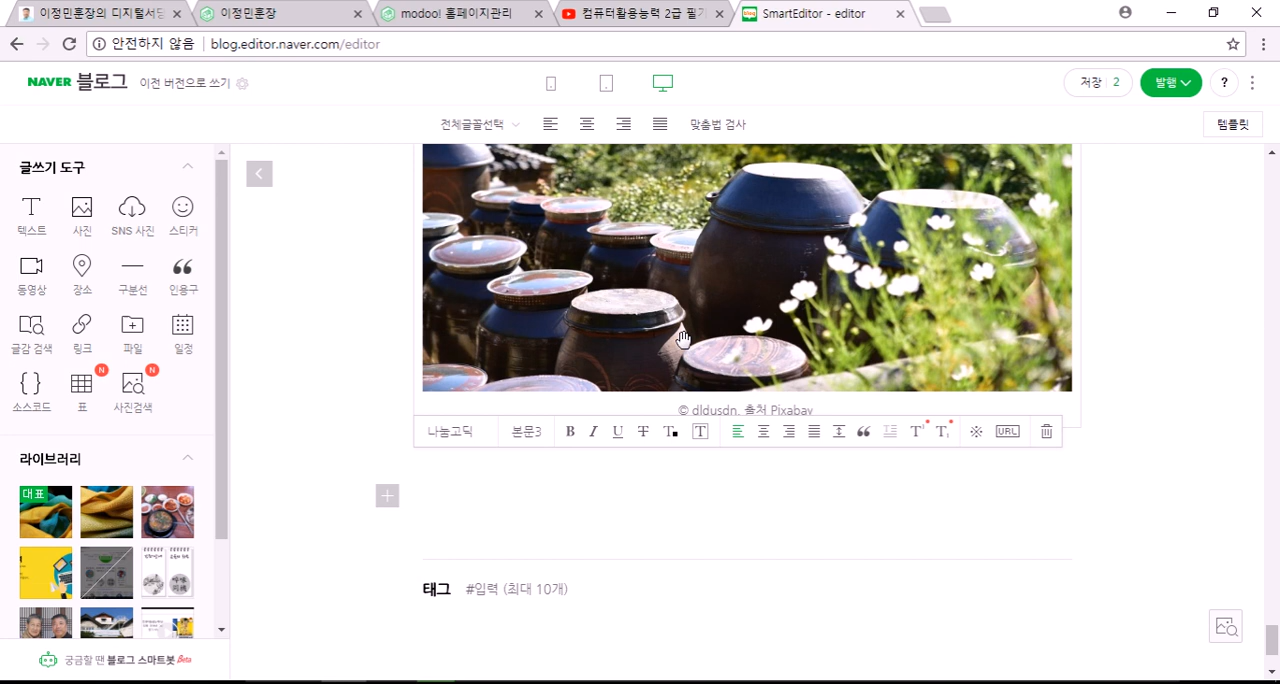 이정민훈장의 디지털서당
이정민훈장
modoo! 홈페이지관리
컴퓨터활용능력 2급 필기
SmartEditor - editor
안전하지 않음 blog.editor.naver.com/editor
NAVER 블로그 이전 버전으로 쓰기
저장 2
발행
?
전체글꼴선택
맞춤법 검사
템플릿
글쓰기 도구
텍스트 사진 SNS 사진 스티커
동영상 장소 구분선 인용구
글감 검색 링크 파일 일정
N N
소스코드 표 사진검색
라이브러리
대표
© dldusdn, 출처 Pixabay
나눔고딕 본문3 B I U T T T T T URL
태그 #입력 (최대 10개)
궁금할 땐 블로그 스마트봇 Beta